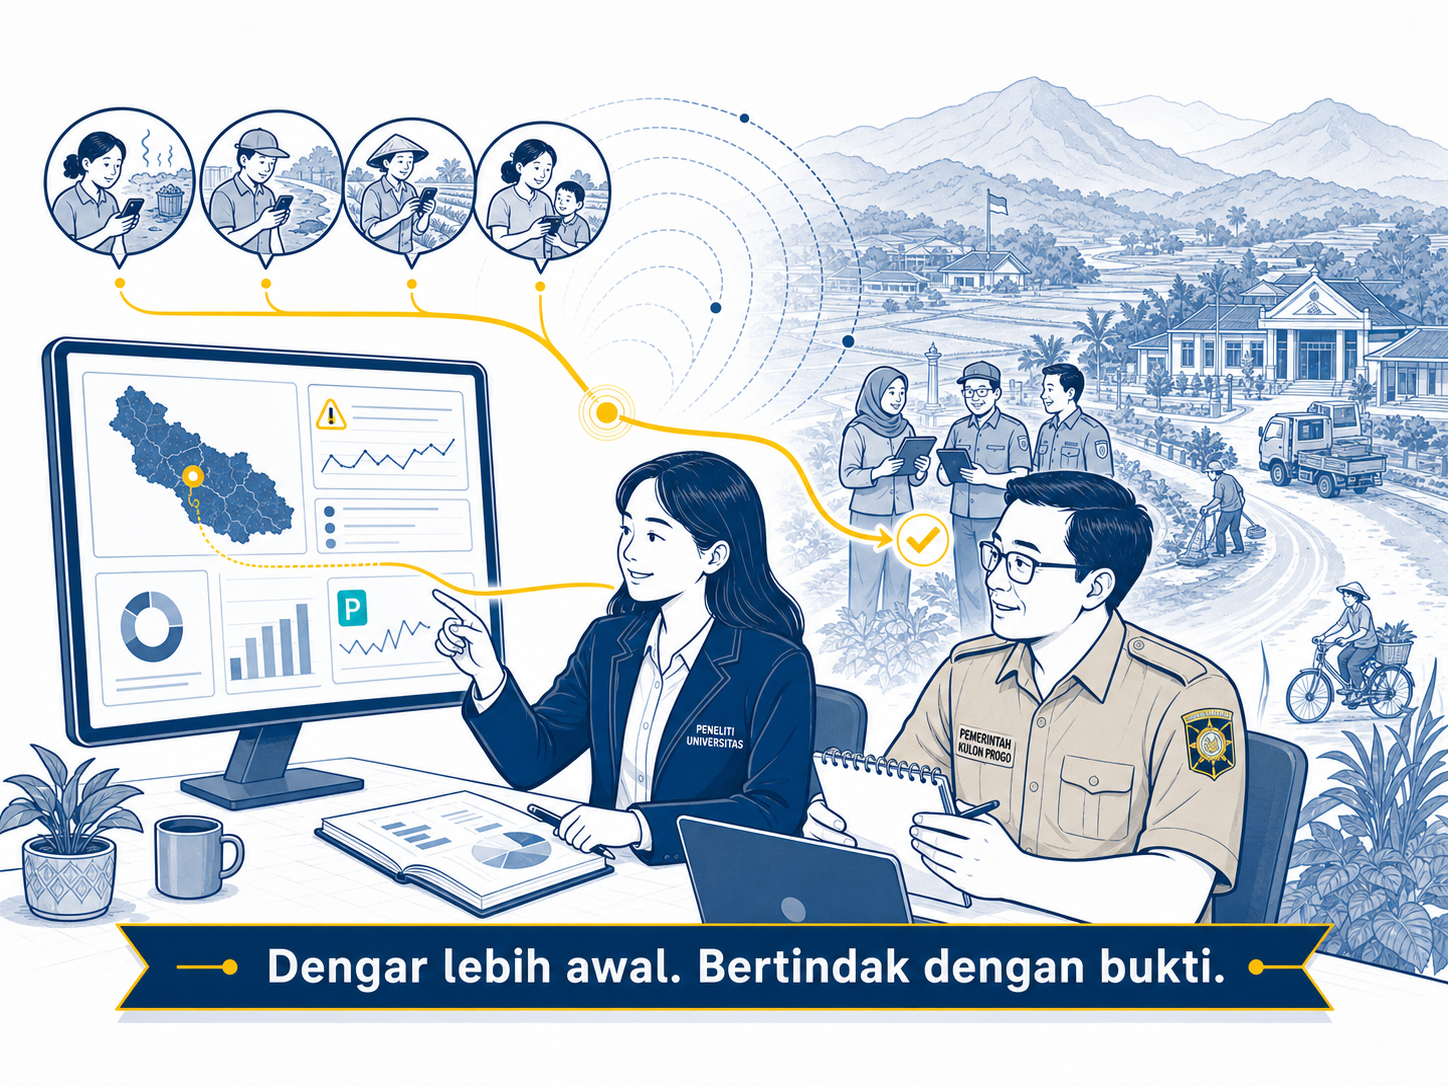 P
PENELITI
UNIVERSITAS
PEMERINTAH
KULON PROGO
Dengar lebih awal. Bertindak dengan bukti.